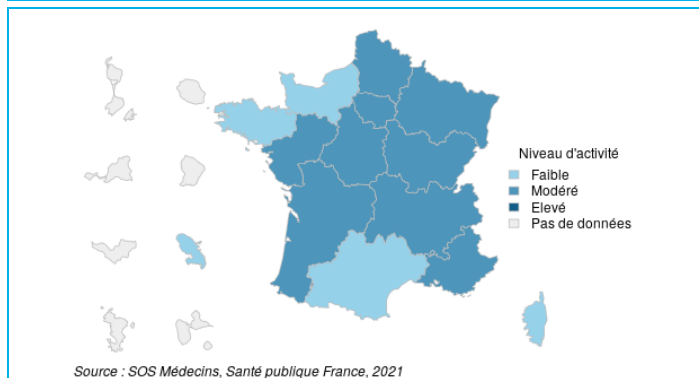 Niveau d'activité
Faible
Modéré
Elevé
Pas de données
Source : SOS Médecins, Santé publique France, 2021